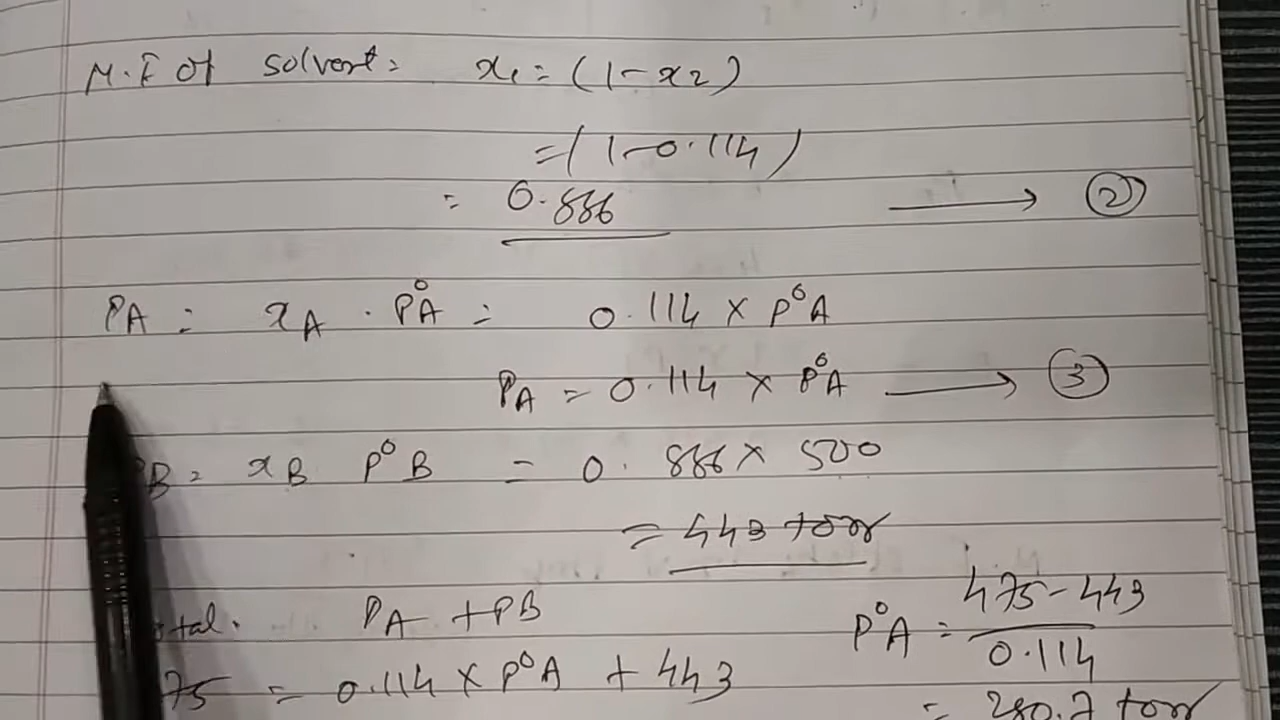 M.F of solvent = x₁ = (1-x₂)
= (1-0.114)
= 0.886 → ②
PA = xA . P°A = 0.114 × P°A
PA = 0.114 × P°A → ③
B = xB P°B = 0.886 × 500
= 443 torr
tal. PA + PB
75 = 0.114 × P°A + 443
P°A = 475-443 / 0.114
= 280.7 torr